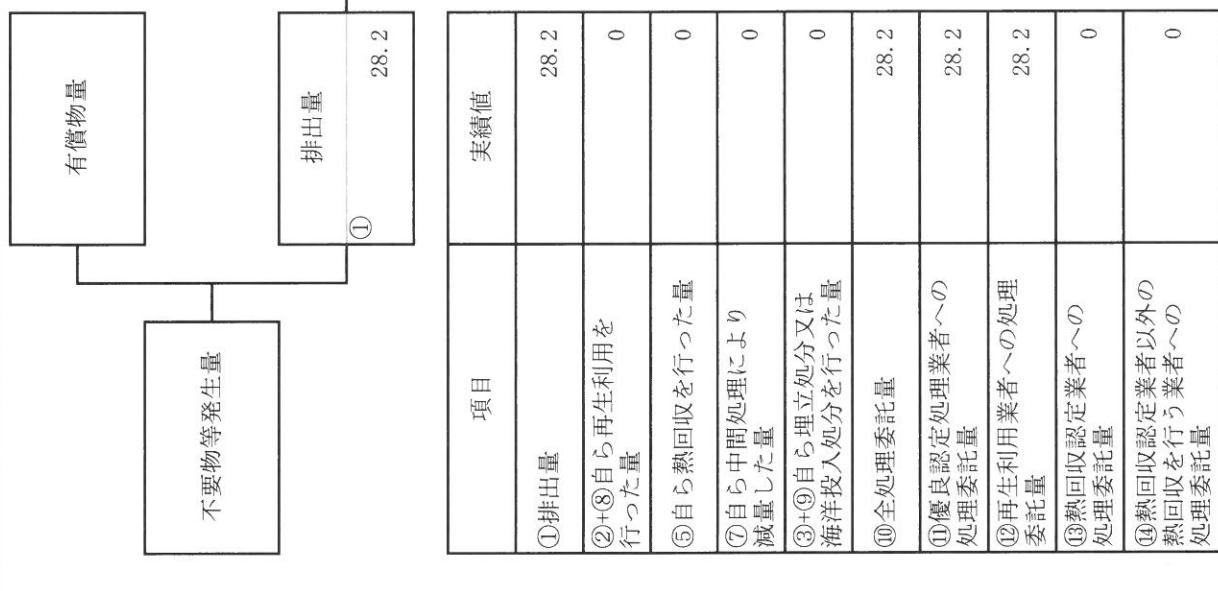 不要物等発生量
有償物量
排出量
①
28.2
項目
実績値
①排出量
28.2
②+⑧自ら再生利用を
行った量
0
⑤自ら熱回収を行った量
0
⑦自ら中間処理により
減量した量
0
③+⑨自ら埋立処分又は
海洋投入処分を行った量
0
⑩全処理委託量
28.2
⑪優良認定処理業者への
処理委託量
28.2
⑫再生利用業者への処理
委託量
28.2
⑬熱回収認定業者への
処理委託量
0
⑭熱回収認定業者以外の
熱回収を行う業者への
処理委託量
0